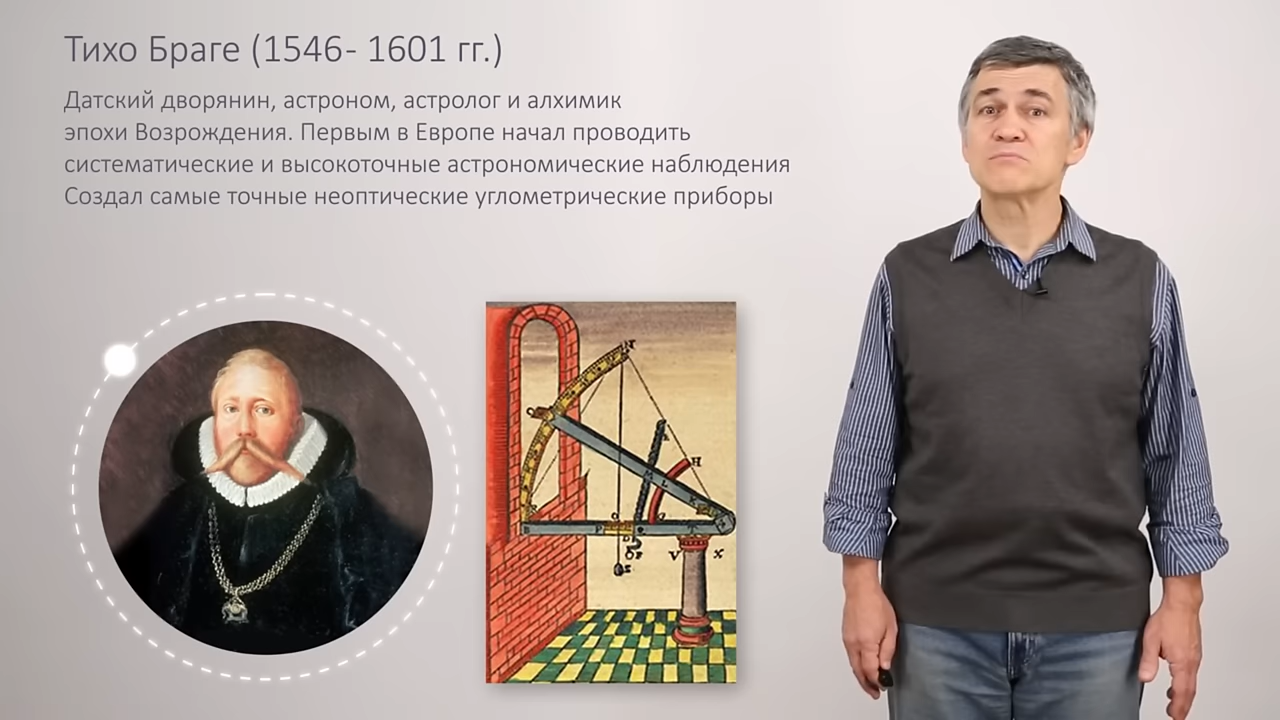 Тихо Браге (1546- 1601 гг.)
Датский дворянин, астроном, астролог и алхимик
эпохи Возрождения. Первым в Европе начал проводить
систематические и высокоточные астрономические наблюдения
Создал самые точные неоптические углометрические приборы
H
L
V
X